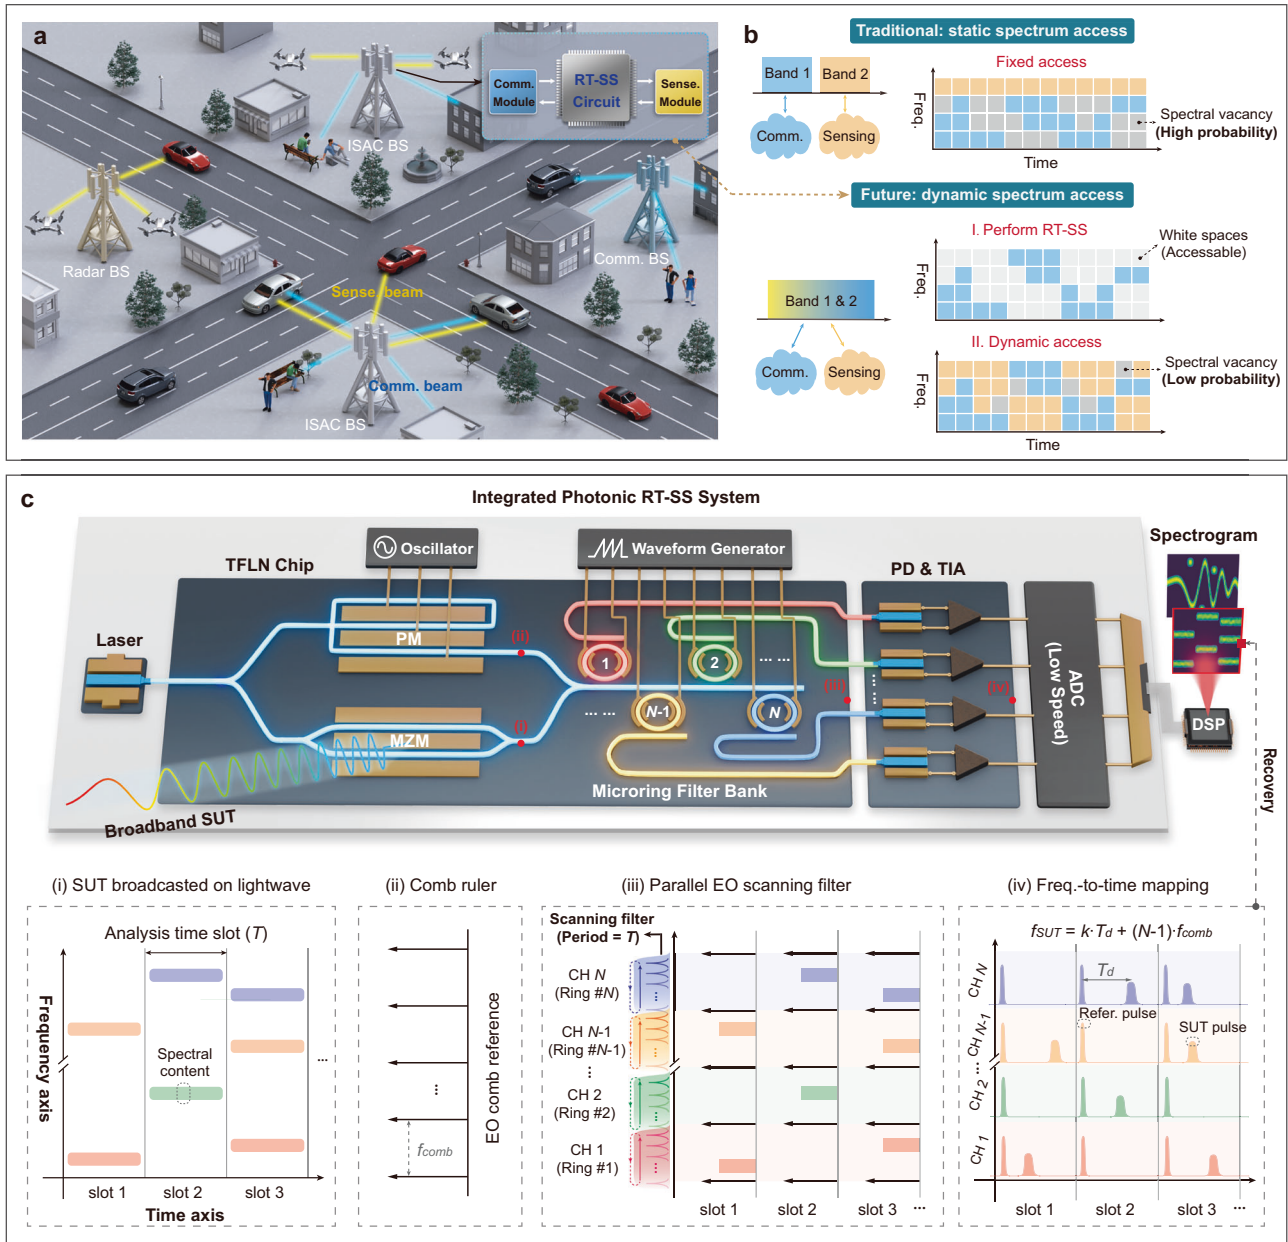 a
Comm.
Module
RT-SS
Circuit
Sense.
Module
ISAC BS
Radar BS
Comm. BS
Sense. beam
Comm. beam
ISAC BS
b
Traditional: static spectrum access
Band 1
Band 2
Comm.
Sensing
Fixed access
Freq.
Time
Spectral vacancy
(High probability)
Future: dynamic spectrum access
I. Perform RT-SS
Freq.
White spaces
(Accessable)
Band 1 & 2
Comm.
Sensing
II. Dynamic access
Freq.
Time
Spectral vacancy
(Low probability)
c
Integrated Photonic RT-SS System
Oscillator
Waveform Generator
Spectrogram
TFLN Chip
PD & TIA
Laser
PM
(ii)
1
2
... ...
... ...
N-1
N
(iii)
(iv)
MZM
(i)
ADC
(Low Speed)
DSP
Microring Filter Bank
Broadband SUT
Recovery
(i) SUT broadcasted on lightwave
Analysis time slot (T)
Frequency axis
Spectral
content
...
slot 1
slot 2
slot 3
Time axis
(ii) Comb ruler
...
fcomb
EO comb reference
(iii) Parallel EO scanning filter
Scanning filter
(Period = T)
CH N
(Ring #N)
CH N-1
(Ring #N-1)
...
CH 2
(Ring #2)
CH 1
(Ring #1)
...
...
...
...
slot 1
slot 2
slot 3
...
(iv) Freq.-to-time mapping
fSUT = k·Td + (N-1)·fcomb
CH N
Td
Refer. pulse
SUT pulse
CH N-1
...
CH 2
CH 1
slot 1
slot 2
slot 3
...